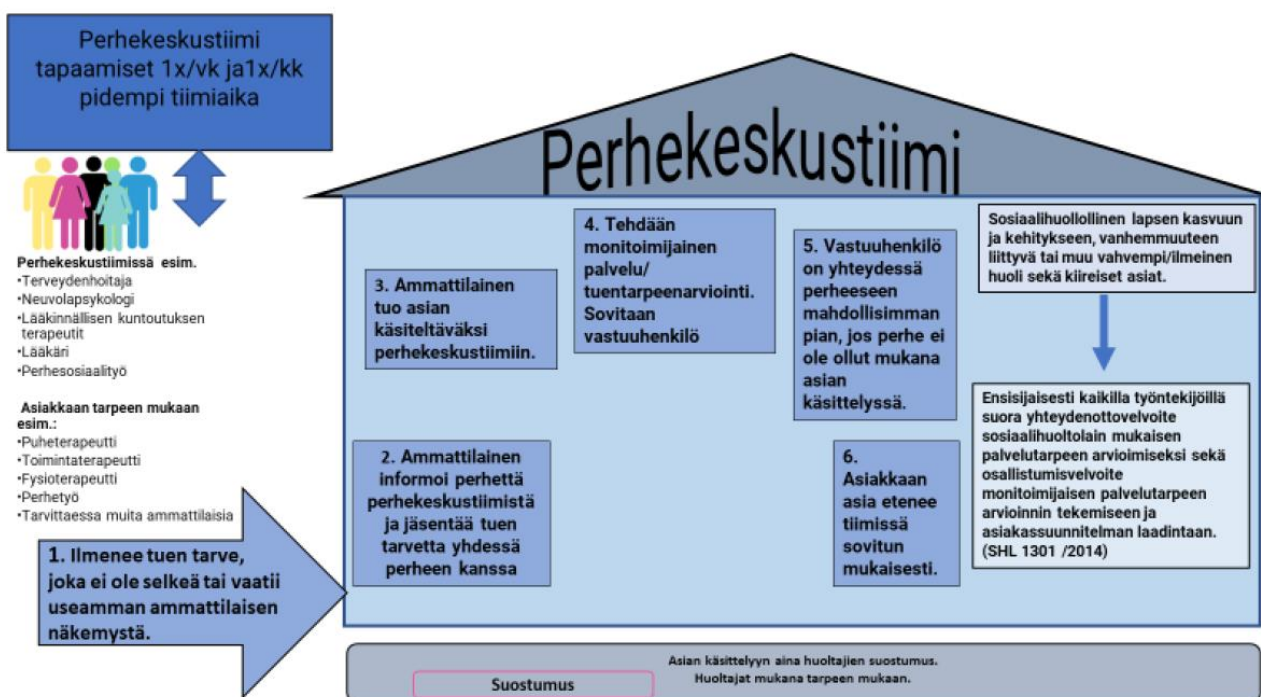 Perhekeskustiimi
tapaamiset 1x/vk ja1x/kk
pidempi tiimiaika
Perhekeskustiimissä esim.
•Terveydenhoitaja
•Neuvolapsykologi
•Lääkinnällisen kuntoutuksen
terapeutit
•Lääkäri
•Perhesosiaalityö
Asiakkaan tarpeen mukaan
esim.:
•Puheterapeutti
•Toimintaterapeutti
•Fysioterapeutti
•Perhetyö
•Tarvittaessa muita ammattilaisia
1. Ilmenee tuen tarve,
joka ei ole selkeä tai vaatii
useamman ammattilaisen
näkemystä.
Perhekeskustiimi
2. Ammattilainen
informoi perhettä
perhekeskustiimistä
ja jäsentää tuen
tarvetta yhdessä
perheen kanssa
3. Ammattilainen
tuo asian
käsiteltäväksi
perhekeskustiimiin.
4. Tehdään
monitoimijainen
palvelu/
tuentarpeenarviointi.
Sovitaan
vastuuhenkilö
5. Vastuuhenkilö
on yhteydessä
perheeseen
mahdollisimman
pian, jos perhe ei
ole ollut mukana
asian
käsittelyssä.
6.
Asiakkaan
asia etenee
tiimissä
sovitun
mukaisesti.
Sosiaalihuollollinen lapsen kasvuun
ja kehitykseen, vanhemmuuteen
liittyvä tai muu vahvempi/ilmeinen
huoli sekä kiireiset asiat.
Ensisijaisesti kaikilla työntekijöillä
suora yhteydenottovelvoite
sosiaalihuoltolain mukaisen
palvelutarpeen arvioimiseksi sekä
osallistumisvelvoite
monitoimijaisen palvelutarpeen
arvioinnin tekemiseen ja
asiakassuunnitelman laadintaan.
(SHL 1301 /2014)
Asian käsittelyyn aina huoltajien suostumus.
Huoltajat mukana tarpeen mukaan.
Suostumus